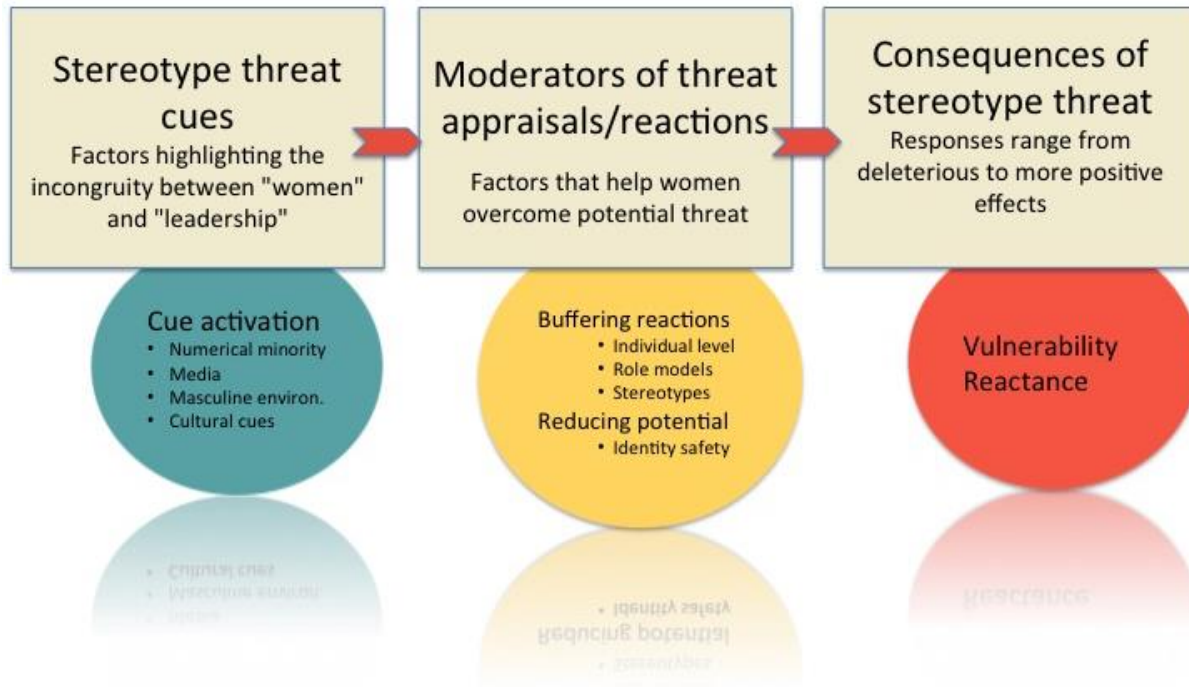 Stereotype threat
cues
Factors highlighting the
incongruity between "women"
and "leadership"
Cue activation
• Numerical minority
• Media
• Masculine environ.
• Cultural cues
Moderators of threat
appraisals/reactions
Factors that help women
overcome potential threat
Buffering reactions
• Individual level
• Role models
• Stereotypes
Reducing potential
• Identity safety
Consequences of
stereotype threat
Responses range from
deleterious to more positive
effects
Vulnerability
Reactance